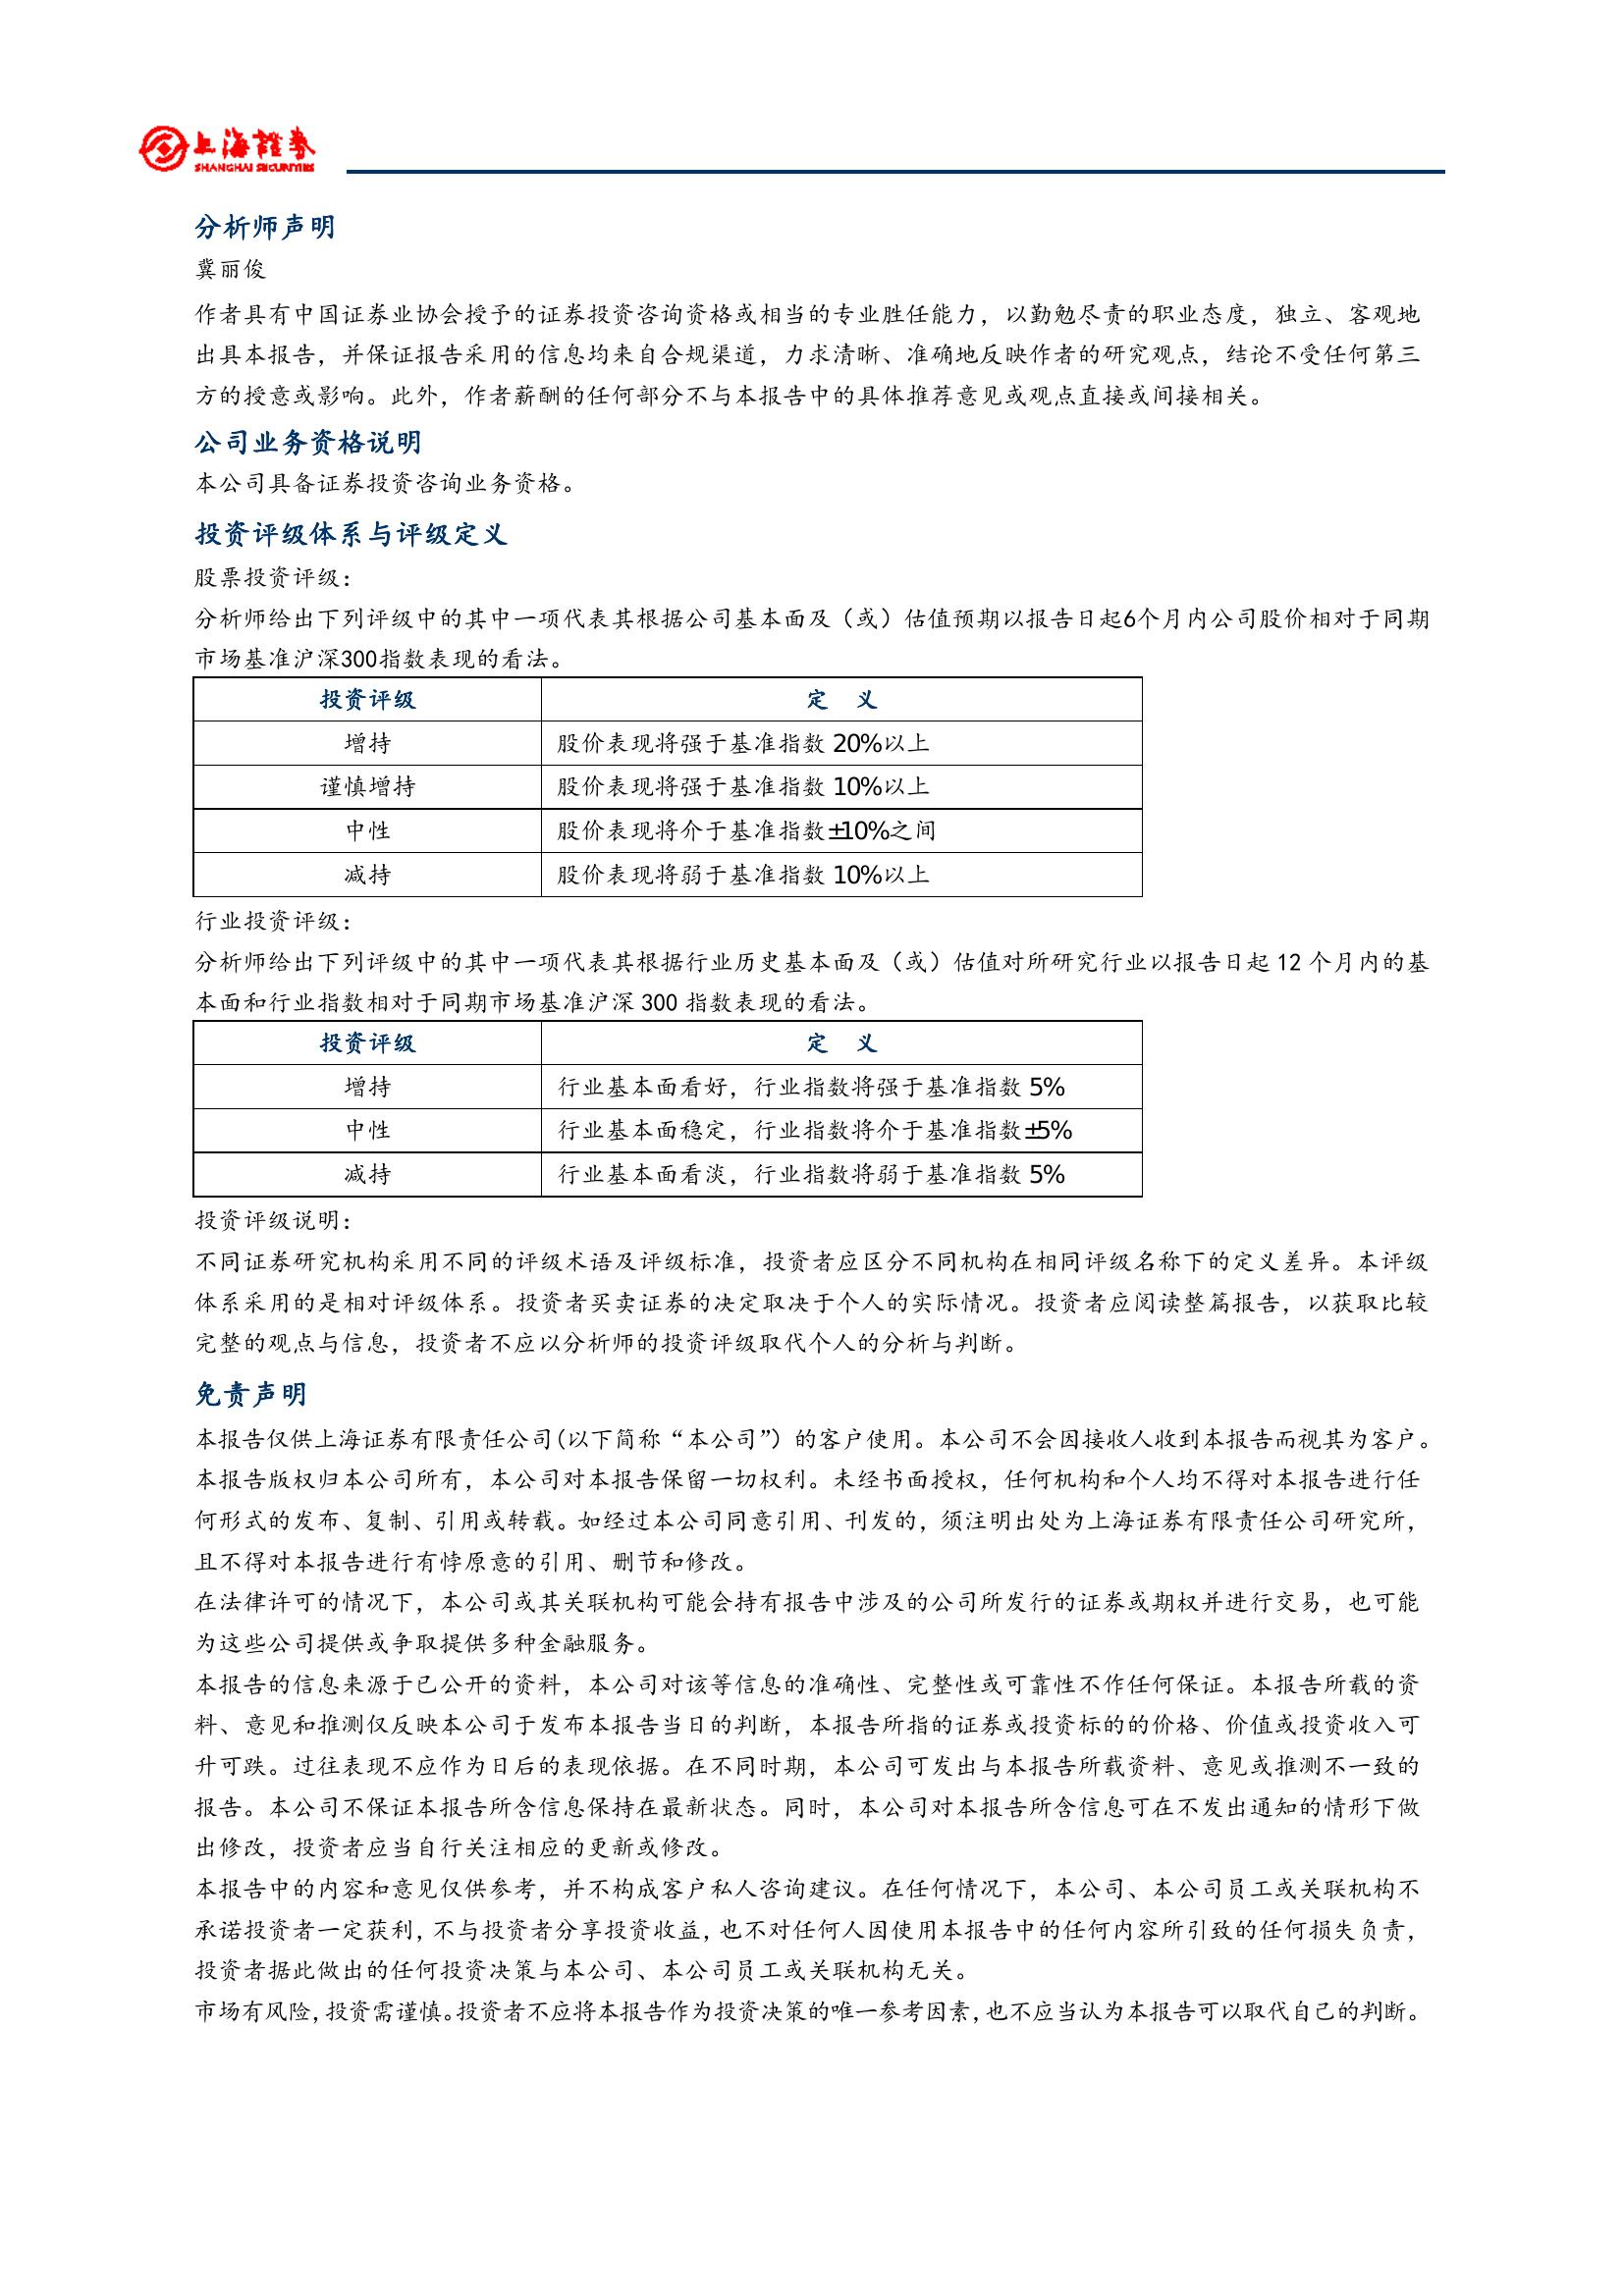 上海證券
SHANGHAI SECURITIES
分析师声明
冀丽俊
作者具有中国证券业协会授予的证券投资咨询资格或相当的专业胜任能力，以勤勉尽责的职业态度，独立、客观地
出具本报告，并保证报告采用的信息均来自合规渠道，力求清晰、准确地反映作者的研究观点，结论不受任何第三
方的授意或影响。此外，作者薪酬的任何部分不与本报告中的具体推荐意见或观点直接或间接相关。
公司业务资格说明
本公司具备证券投资咨询业务资格。
投资评级体系与评级定义
股票投资评级：
分析师给出下列评级中的其中一项代表其根据公司基本面及（或）估值预期以报告日起6个月内公司股价相对于同期
市场基准沪深300指数表现的看法。
投资评级 定 义
增持 股价表现将强于基准指数 20%以上
谨慎增持 股价表现将强于基准指数 10%以上
中性 股价表现将介于基准指数±10%之间
减持 股价表现将弱于基准指数 10%以上
行业投资评级：
分析师给出下列评级中的其中一项代表其根据行业历史基本面及（或）估值对所研究行业以报告日起 12 个月内的基
本面和行业指数相对于同期市场基准沪深 300 指数表现的看法。
投资评级 定 义
增持 行业基本面看好，行业指数将强于基准指数 5%
中性 行业基本面稳定，行业指数将介于基准指数±5%
减持 行业基本面看淡，行业指数将弱于基准指数 5%
投资评级说明：
不同证券研究机构采用不同的评级术语及评级标准，投资者应区分不同机构在相同评级名称下的定义差异。本评级
体系采用的是相对评级体系。投资者买卖证券的决定取决于个人的实际情况。投资者应阅读整篇报告，以获取比较
完整的观点与信息，投资者不应以分析师的投资评级取代个人的分析与判断。
免责声明
本报告仅供上海证券有限责任公司(以下简称“本公司”）的客户使用。本公司不会因接收人收到本报告而视其为客户。
本报告版权归本公司所有，本公司对本报告保留一切权利。未经书面授权，任何机构和个人均不得对本报告进行任
何形式的发布、复制、引用或转载。如经过本公司同意引用、刊发的，须注明出处为上海证券有限责任公司研究所，
且不得对本报告进行有悖原意的引用、删节和修改。
在法律许可的情况下，本公司或其关联机构可能会持有报告中涉及的公司所发行的证券或期权并进行交易，也可能
为这些公司提供或争取提供多种金融服务。
本报告的信息来源于已公开的资料，本公司对该等信息的准确性、完整性或可靠性不作任何保证。本报告所载的资
料、意见和推测仅反映本公司于发布本报告当日的判断，本报告所指的证券或投资标的的价格、价值或投资收入可
升可跌。过往表现不应作为日后的表现依据。在不同时期，本公司可发出与本报告所载资料、意见或推测不一致的
报告。本公司不保证本报告所含信息保持在最新状态。同时，本公司对本报告所含信息可在不发出通知的情形下做
出修改，投资者应当自行关注相应的更新或修改。
本报告中的内容和意见仅供参考，并不构成客户私人咨询建议。在任何情况下，本公司、本公司员工或关联机构不
承诺投资者一定获利，不与投资者分享投资收益，也不对任何人因使用本报告中的任何内容所引致的任何损失负责，
投资者据此做出的任何投资决策与本公司、本公司员工或关联机构无关。
市场有风险，投资需谨慎。投资者不应将本报告作为投资决策的唯一参考因素，也不应当认为本报告可以取代自己的判断。